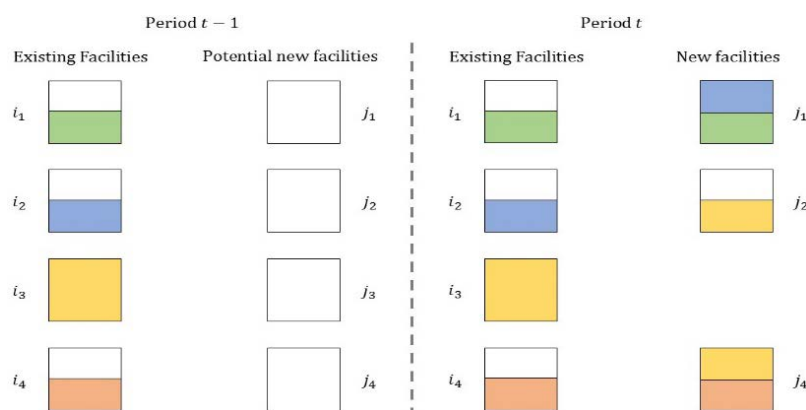 Period t − 1 Period t
Existing Facilities Potential new facilities Existing Facilities New facilities
i₁ j₁ i₁ j₁
i₂ j₂ i₂ j₂
i₃ j₃ i₃
i₄ j₄ i₄ j₄